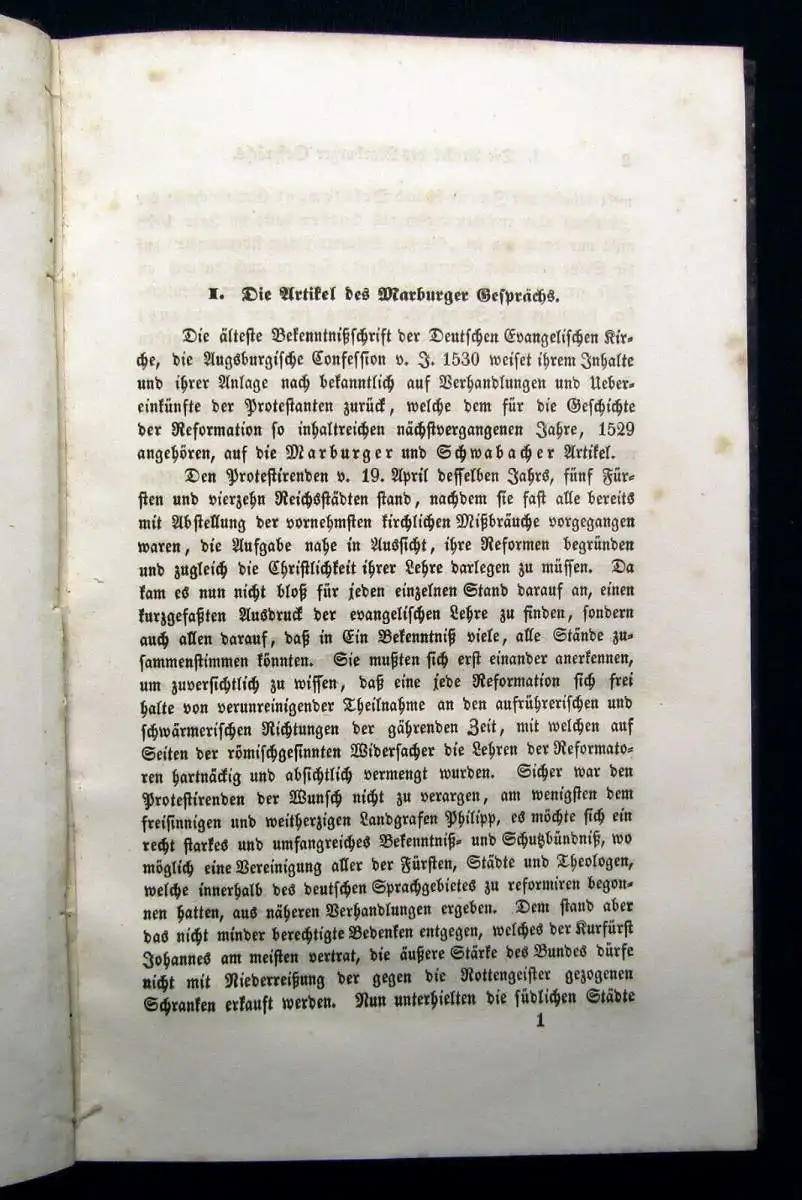 I. Die Artikel des Marburger Gesprächs.
Die älteste Bekenntnißschrift der Deutschen Evangelischen Kir-
che, die Augsburgische Confession v. J. 1530 weiset ihrem Inhalte
und ihrer Anlage nach bekanntlich auf Verhandlungen und Ueber-
einkünfte der Protestanten zurück, welche dem für die Geschichte
der Reformation so inhaltreichen nächstvergangenen Jahre, 1529
angehören, auf die Marburger und Schwabacher Artikel.
Den Protestirenden v. 19. April desselben Jahrs, fünf Für-
sten und vierzehn Reichsstädten stand, nachdem sie fast alle bereits
mit Abstellung der vornehmsten kirchlichen Mißbräuche vorgegangen
waren, die Aufgabe nahe in Aussicht, ihre Reformen begründen
und zugleich die Christlichkeit ihrer Lehre darlegen zu müssen. Da
kam es nun nicht bloß für jeden einzelnen Stand darauf an, einen
kurzgefaßten Ausdruck der evangelischen Lehre zu finden, sondern
auch allen darauf, daß in Ein Bekenntniß viele, alle Stände zu-
sammenstimmen könnten. Sie mußten sich erst einander anerkennen,
um zuversichtlich zu wissen, daß eine jede Reformation sich frei
halte von verunreinigender Theilnahme an den aufrührerischen und
schwärmerischen Richtungen der gährenden Zeit, mit welchen auf
Seiten der römischgesinnten Widersacher die Lehren der Reformato-
ren hartnäckig und absichtlich vermengt wurden. Sicher war den
Protestirenden der Wunsch nicht zu verargen, am wenigsten dem
freisinnigen und weitherzigen Landgrafen Philipp, es möchte sich ein
recht starkes und umfangreiches Bekenntniß- und Schutzbündniß, wo
möglich eine Vereinigung aller der Fürsten, Städte und Theologen,
welche innerhalb des deutschen Sprachgebietes zu reformiren begon-
nen hatten, aus näheren Verhandlungen ergeben. Dem stand aber
das nicht minder berechtigte Bedenken entgegen, welches der Kurfürst
Johannes am meisten vertrat, die äußere Stärke des Bundes dürfe
nicht mit Niederreißung der gegen die Rottengeister gezogenen
Schranken erkauft werden. Nun unterhielten die südlichen Städte
1